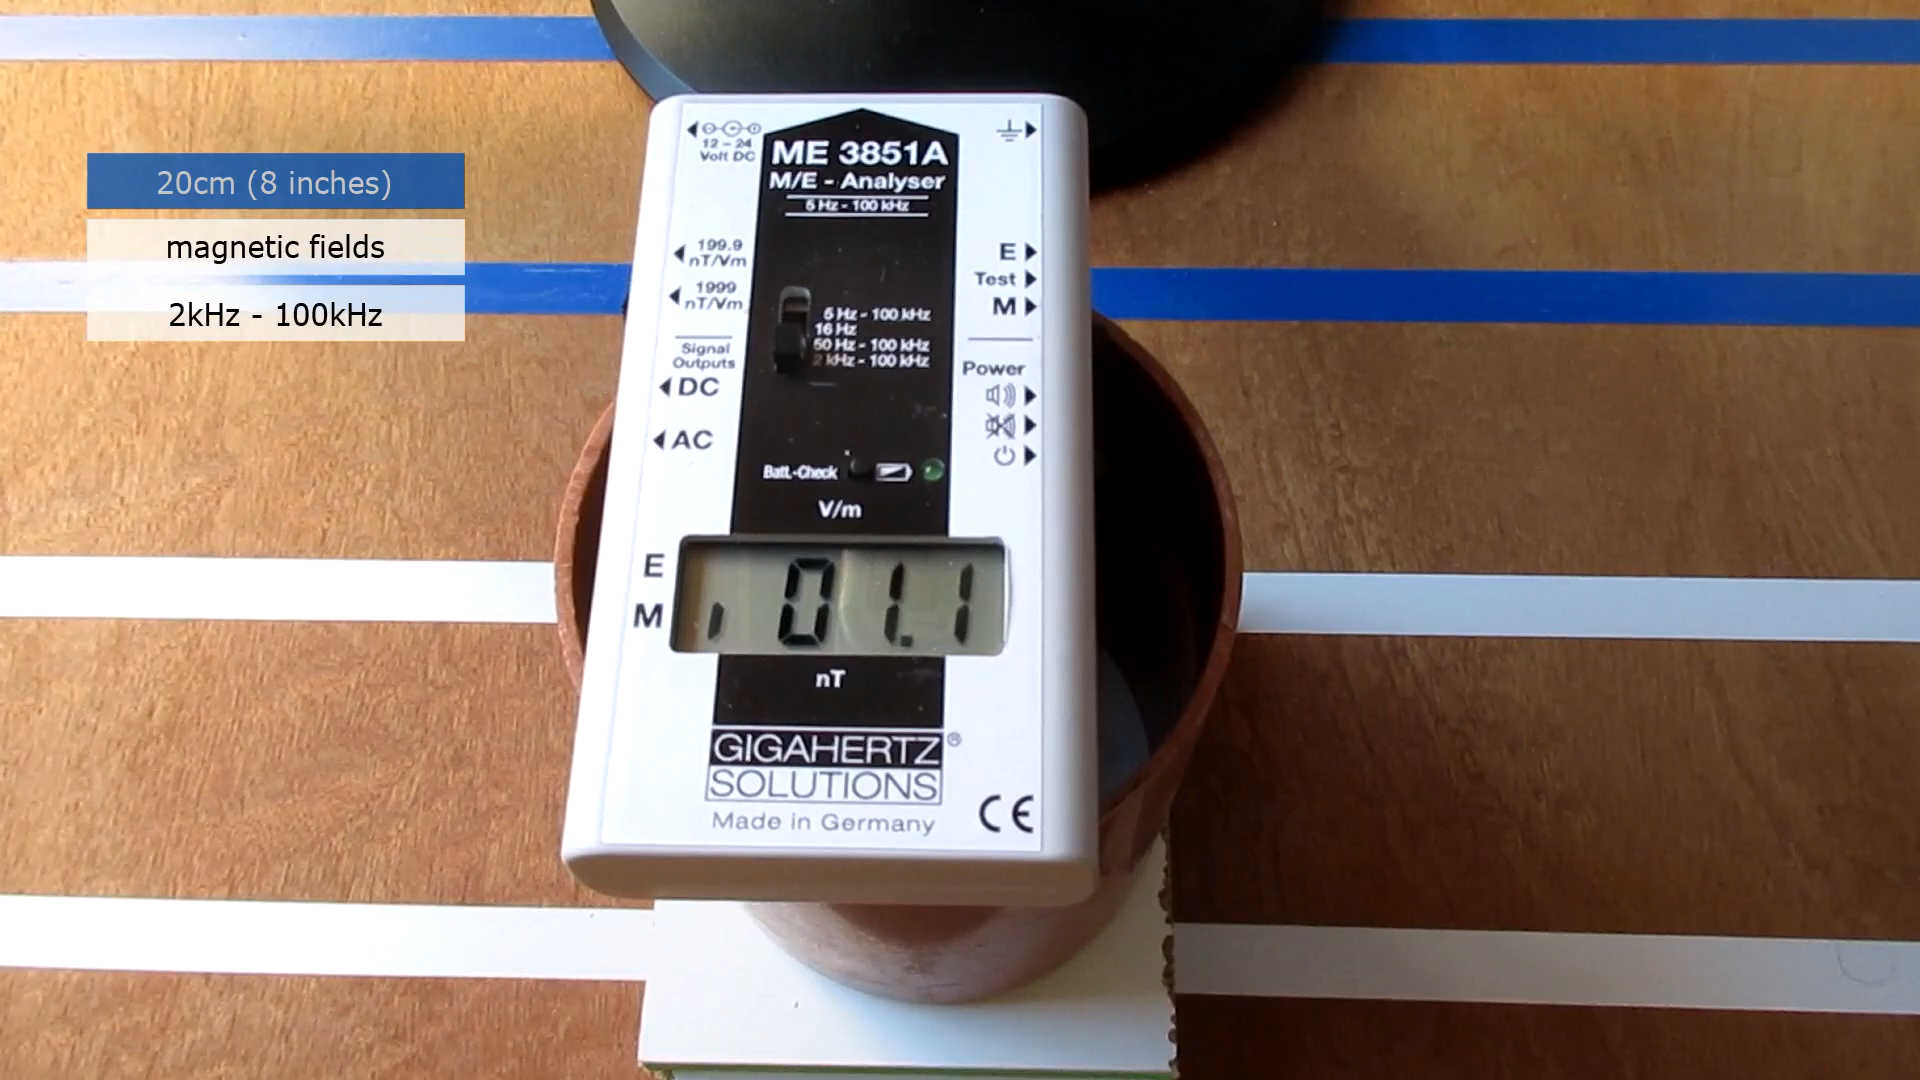 20cm (8 inches)
magnetic fields
2kHz - 100kHz
12 - 24
Volt DC
ME 3851A
M/E - Analyser
5 Hz - 100 kHz
199.9
nT/Vm
1999
nT/Vm
E
Test
M
5 Hz - 100 kHz
16 Hz
50 Hz - 100 kHz
2 kHz - 100 kHz
Signal
Outputs
DC
AC
Power
Batt.-Check
V/m
E
M
01.1
nT
GIGAHERTZ®
SOLUTIONS
Made in Germany
CE